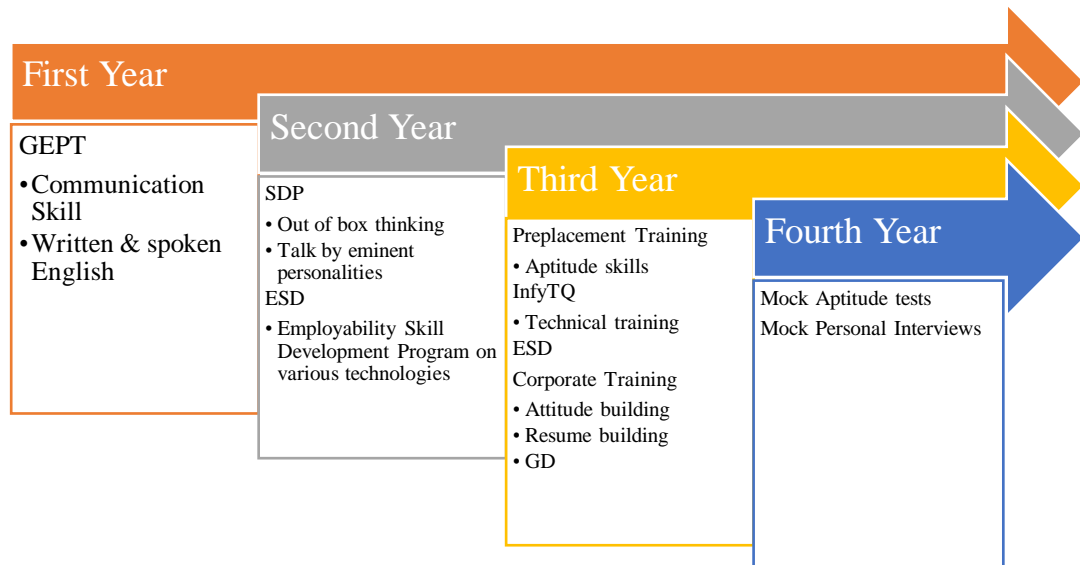 First Year
GEPT
•Communication
Skill
•Written & spoken
English
Second Year
SDP
• Out of box thinking
• Talk by eminent
personalities
ESD
• Employability Skill
Development Program on
various technologies
Third Year
Preplacement Training
• Aptitude skills
InfyTQ
• Technical training
ESD
Corporate Training
• Attitude building
• Resume building
• GD
Fourth Year
Mock Aptitude tests
Mock Personal Interviews